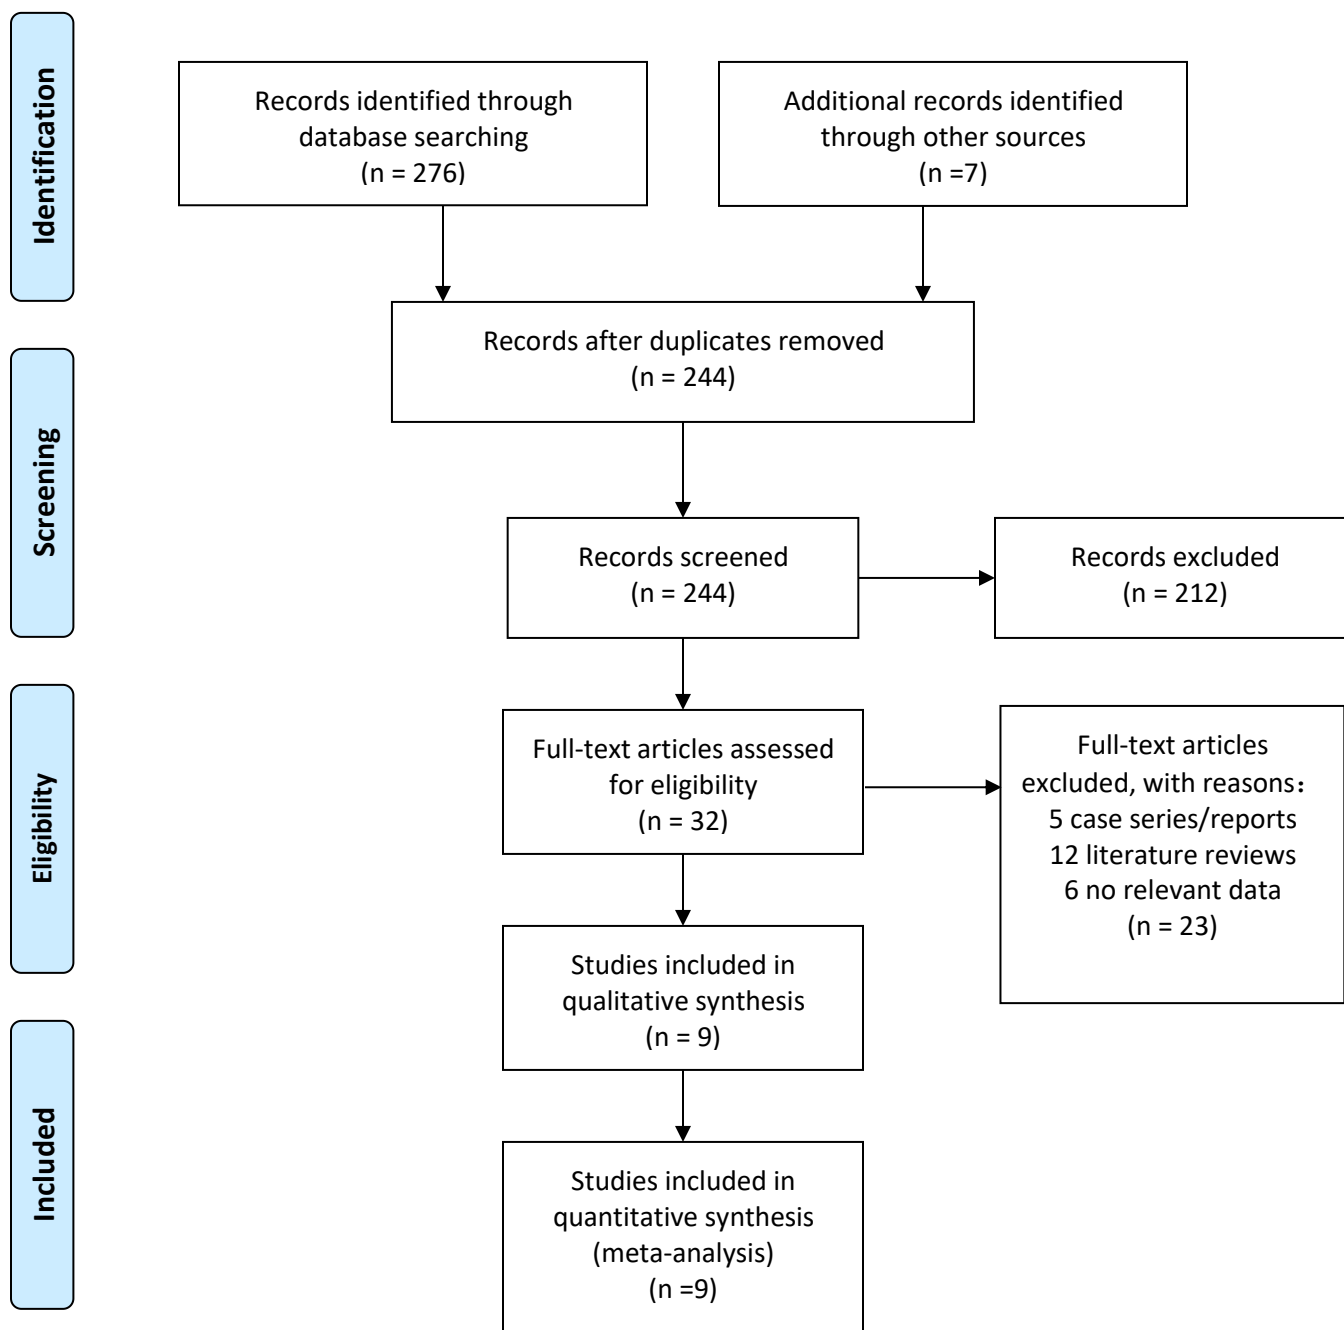 Identification
Records identified through
database searching
(n = 276)
Additional records identified
through other sources
(n =7)
Records after duplicates removed
(n = 244)
Screening
Records screened
(n = 244)
Records excluded
(n = 212)
Eligibility
Full-text articles assessed
for eligibility
(n = 32)
Full-text articles
excluded, with reasons：
5 case series/reports
12 literature reviews
6 no relevant data
(n = 23)
Studies included in
qualitative synthesis
(n = 9)
Included
Studies included in
quantitative synthesis
(meta-analysis)
(n =9)